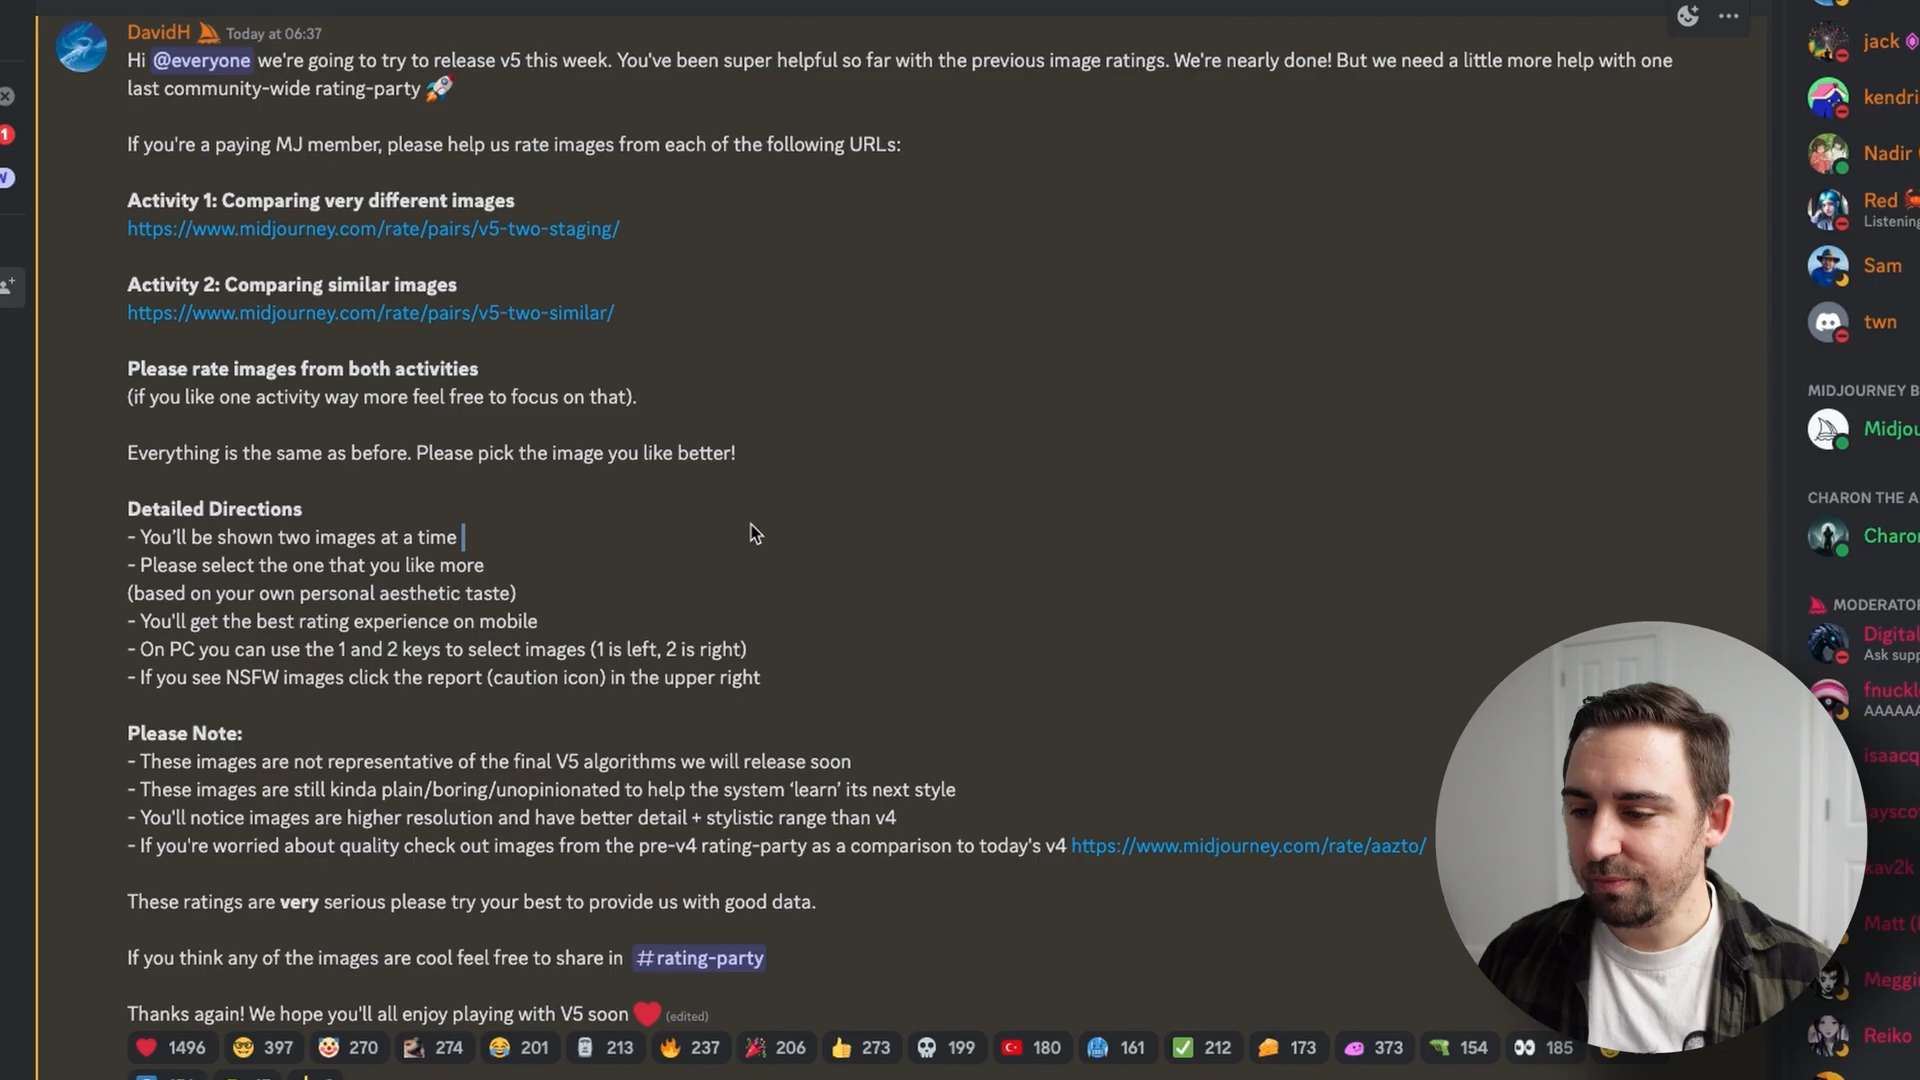 DavidH Today at 06:37
Hi @everyone we're going to try to release v5 this week. You've been super helpful so far with the previous image ratings. We're nearly done! But we need a little more help with one
last community-wide rating-party 🚀
If you're a paying MJ member, please help us rate images from each of the following URLs:
Activity 1: Comparing very different images
https://www.midjourney.com/rate/pairs/v5-two-staging/
Activity 2: Comparing similar images
https://www.midjourney.com/rate/pairs/v5-two-similar/
Please rate images from both activities
(if you like one activity way more feel free to focus on that).
Everything is the same as before. Please pick the image you like better!
Detailed Directions
- You'll be shown two images at a time
- Please select the one that you like more
(based on your own personal aesthetic taste)
- You'll get the best rating experience on mobile
- On PC you can use the 1 and 2 keys to select images (1 is left, 2 is right)
- If you see NSFW images click the report (caution icon) in the upper right
Please Note:
- These images are not representative of the final V5 algorithms we will release soon
- These images are still kinda plain/boring/unopinionated to help the system ‘learn’ its next style
- You'll notice images are higher resolution and have better detail + stylistic range than v4
- If you're worried about quality check out images from the pre-v4 rating-party as a comparison to today's v4 https://www.midjourney.com/rate/aazto/
These ratings are very serious please try your best to provide us with good data.
If you think any of the images are cool feel free to share in #rating-party
Thanks again! We hope you'll all enjoy playing with V5 soon ❤️ (edited)
1496 397 270 274 201 213 237 206 273 199 180 161 212 173 373 154 185
1
jack
kendri
Nadir
Red
Listening
Sam
twn
MIDJOURNEY B
Midjou
CHARON THE A
Charon
MODERATOR
Digital
Ask supp
fnuckl
AAAAAA
isaacq
ayscot
kav2k
Matt (
Meggi
Reiko